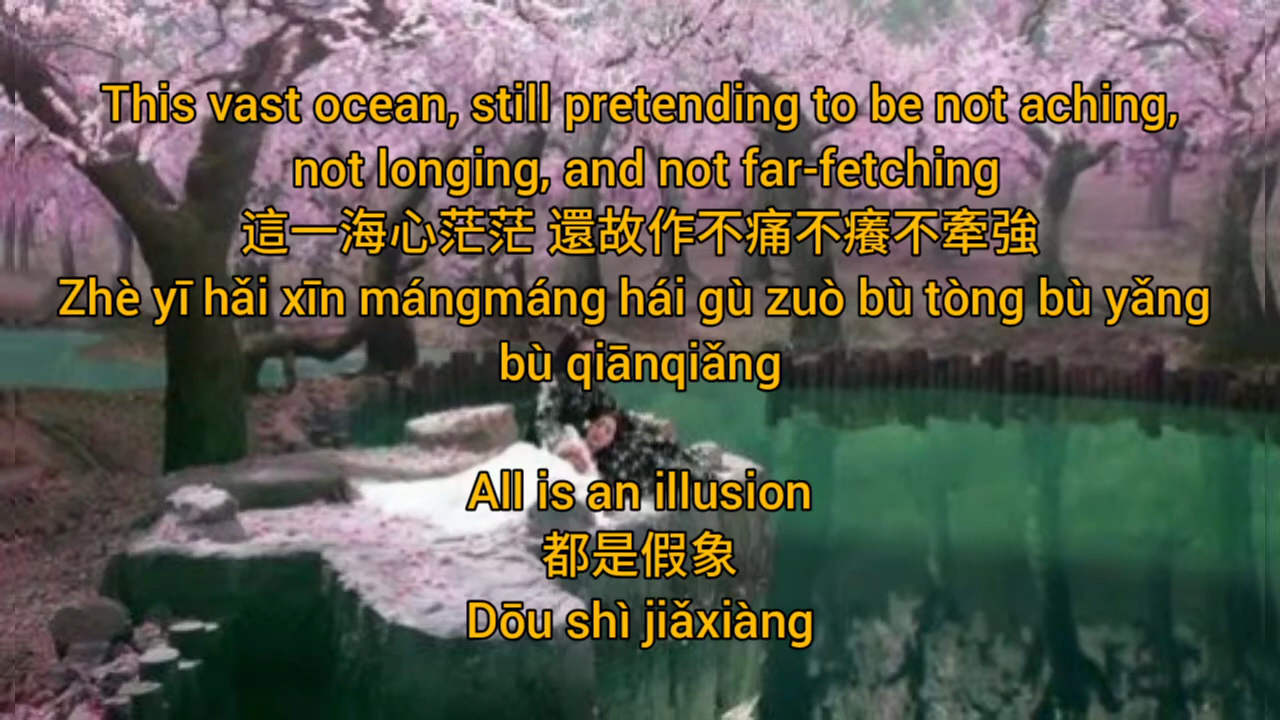 This vast ocean, still pretending to be not aching,
not longing, and not far-fetching
這一海心茫茫 還故作不痛不癢不牽強
Zhè yī hǎi xīn mángmáng hái gù zuò bù tòng bù yǎng
bù qiānqiǎng
All is an illusion
都是假象
Dōu shì jiǎxiàng